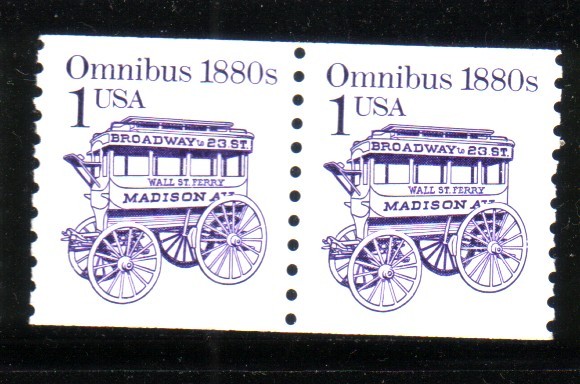 Omnibus 1880s
1 USA
BROADWAY to 23 ST.
WALL ST. FERRY
MADISON AV.
Omnibus 1880s
1 USA
BROADWAY to 23 ST.
WALL ST. FERRY
MADISON AV.